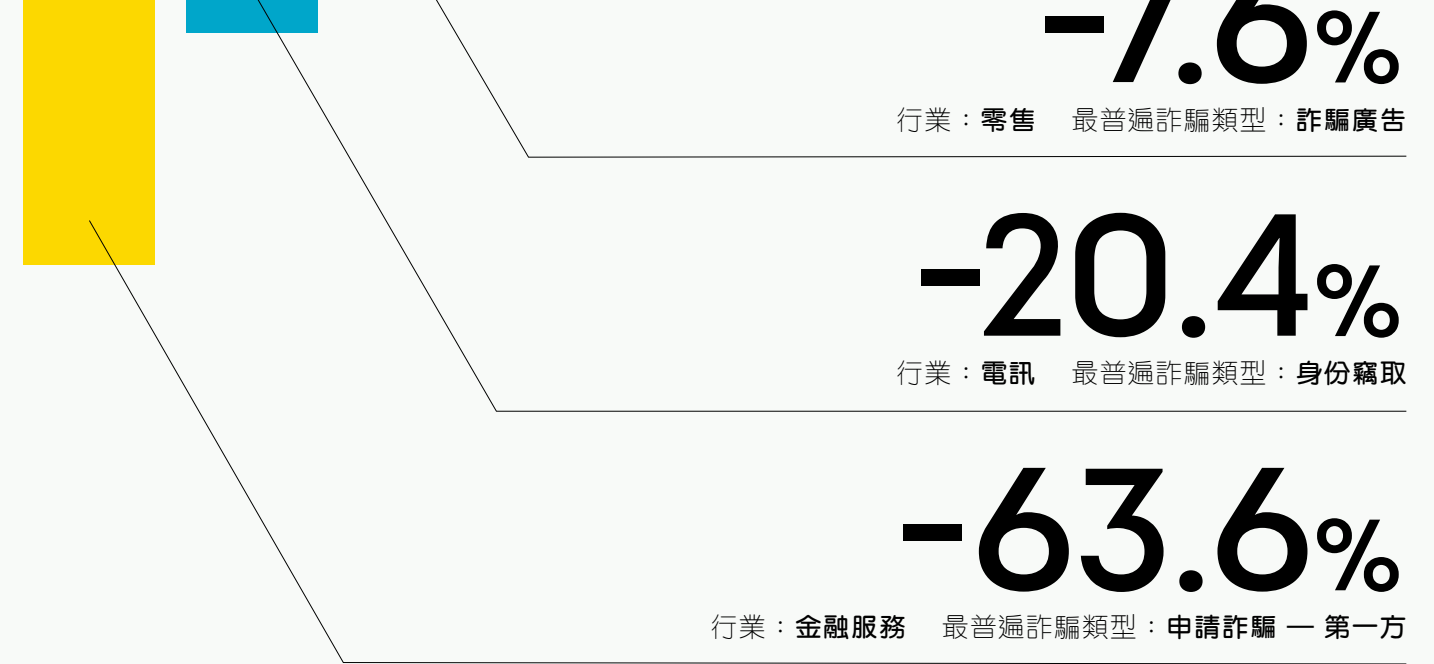 -7.6%
行業：零售 最普遍詐騙類型：詐騙廣告
-20.4%
行業：電訊 最普遍詐騙類型：身份竊取
-63.6%
行業：金融服務 最普遍詐騙類型：申請詐騙 — 第一方